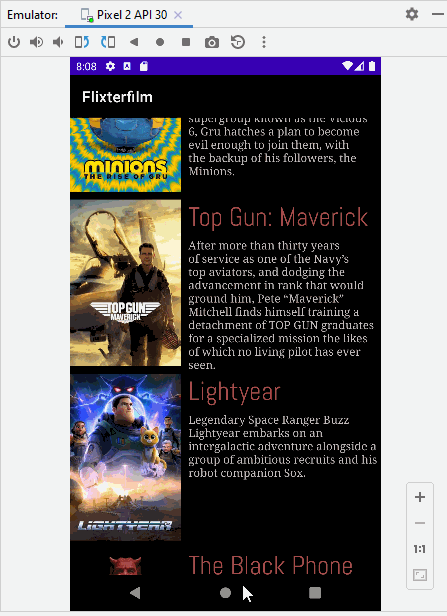 Emulator: Pixel 2 API 30
8:08
Flixterfilm
supergroup known as the Vicious
6, Gru hatches a plan to become
evil enough to join them, with
the backup of his followers, the
Minions.
MINIONS
THE RISE OF GRU
Top Gun: Maverick
After more than thirty years
of service as one of the Navy’s
top aviators, and dodging the
advancement in rank that would
ground him, Pete “Maverick”
Mitchell finds himself training a
detachment of TOP GUN graduates
for a specialized mission the likes
of which no living pilot has ever
seen.
TOP GUN
MAVERICK
Lightyear
Legendary Space Ranger Buzz
Lightyear embarks on an
intergalactic adventure alongside a
group of ambitious recruits and his
robot companion Sox.
LIGHTYEAR
The Black Phone
1:1